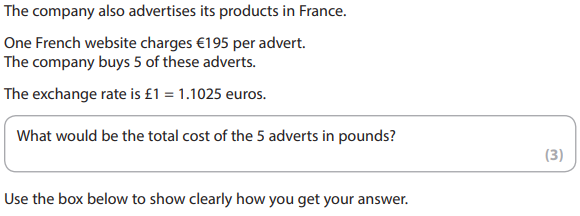 The company also advertises its products in France.
One French website charges €195 per advert.
The company buys 5 of these adverts.
The exchange rate is £1 = 1.1025 euros.
What would be the total cost of the 5 adverts in pounds?
(3)
Use the box below to show clearly how you get your answer.